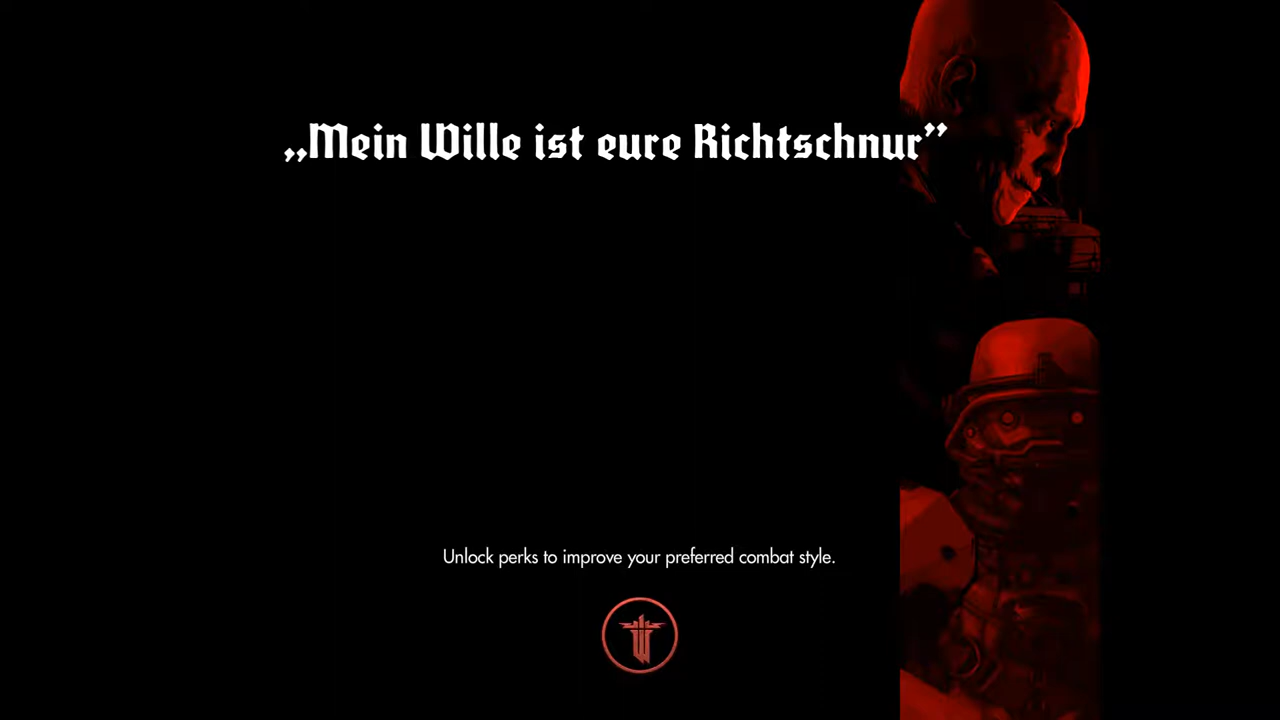 „Mein Wille ist eure Richtschnur”
Unlock perks to improve your preferred combat style.